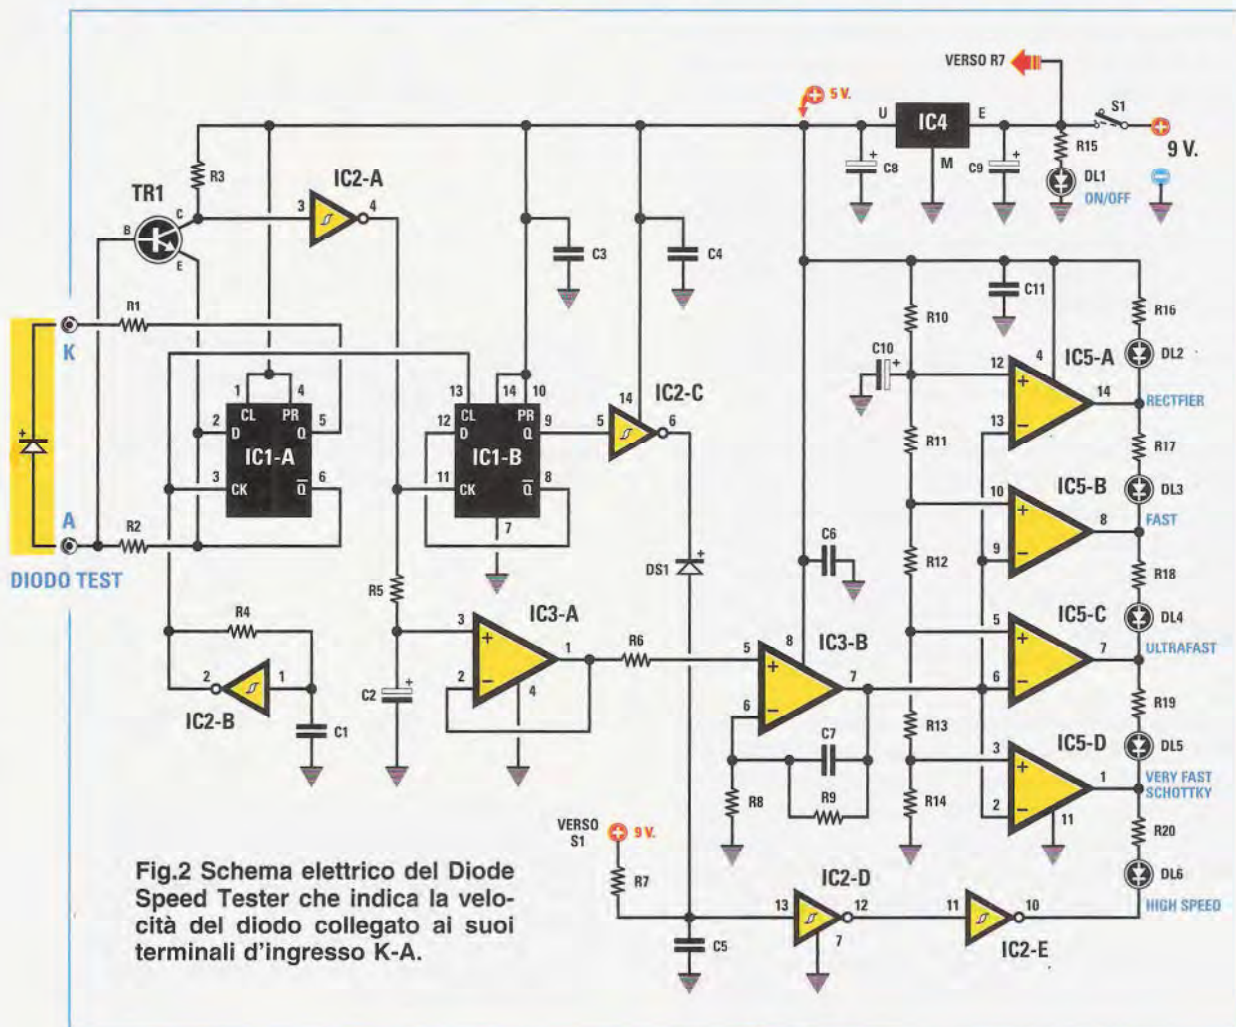 VERSO R7
5 V.
U
IC4
E
S1
M
C8
C9
R15
9 V.
DL1
ON/OFF
R3
TR1
C
B
E
IC2-A
3
4
C3
C4
R1
K
1
4
CL
PR
2
D
Q
5
IC1-A
3
CK
Q
6
A
R2
DIODO TEST
13
14
10
CL
PR
12
D
Q
9
IC1-B
11
CK
Q
8
7
14
IC2-C
5
6
R10
C11
R16
C10
4
IC5-A
DL2
12
+
14
RECTFIER
13
−
R11
R17
IC5-B
DL3
10
+
8
FAST
9
−
C6
R12
R18
DS1
R5
IC3-A
3
+
1
2
−
4
R6
8
IC3-B
5
+
7
6
−
IC5-C
DL4
5
+
7
ULTRAFAST
6
−
R4
2
1
IC2-B
C1
C2
R13
R19
C7
IC5-D
DL5
3
+
1
VERY FAST
SCHOTTKY
2
−
11
R8
R9
R14
R20
VERSO
S1
9 V.
R7
DL6
HIGH SPEED
IC2-D
13
12
7
11
10
IC2-E
C5
Fig.2 Schema elettrico del Diode
Speed Tester che indica la velo-
cità del diodo collegato ai suoi
terminali d'ingresso K-A.